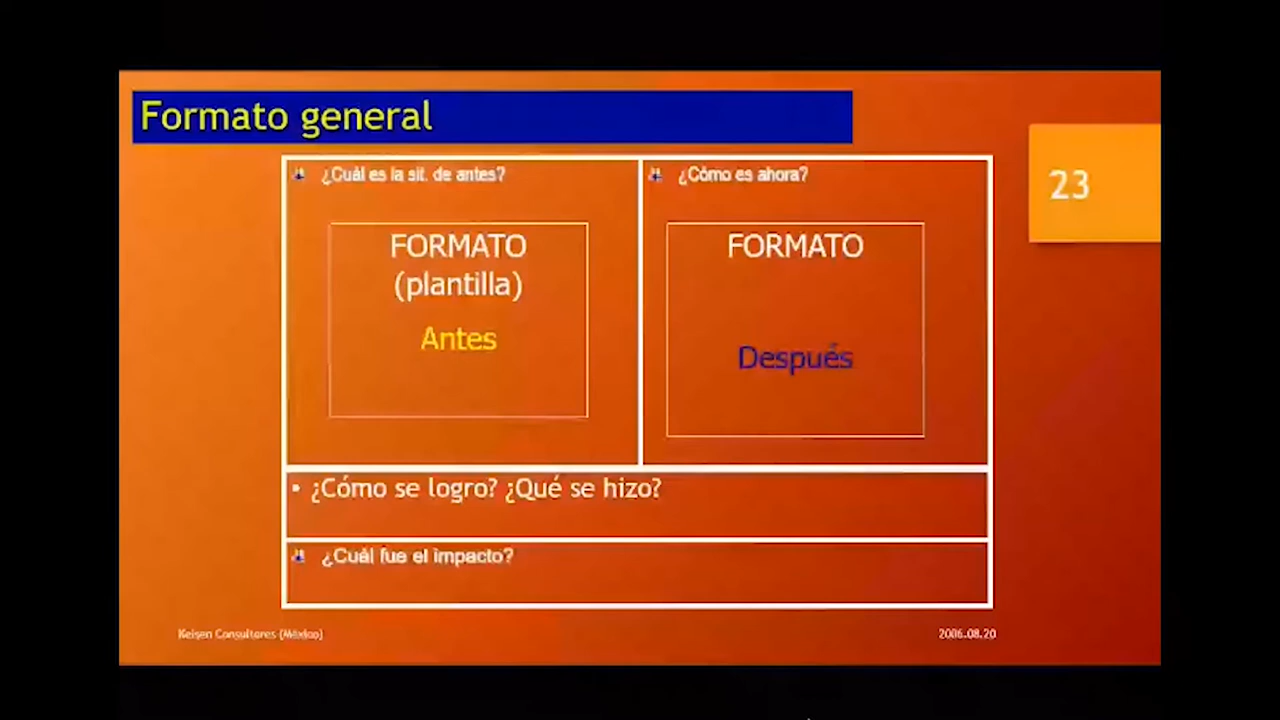 Formato general
23
¿Cuál es la sit. de antes?
¿Cómo es ahora?
FORMATO
(plantilla)
Antes
FORMATO
Después
• ¿Cómo se logro? ¿Qué se hizo?
¿Cuál fue el impacto?
Keisen Consultores (México)
2006.08.20